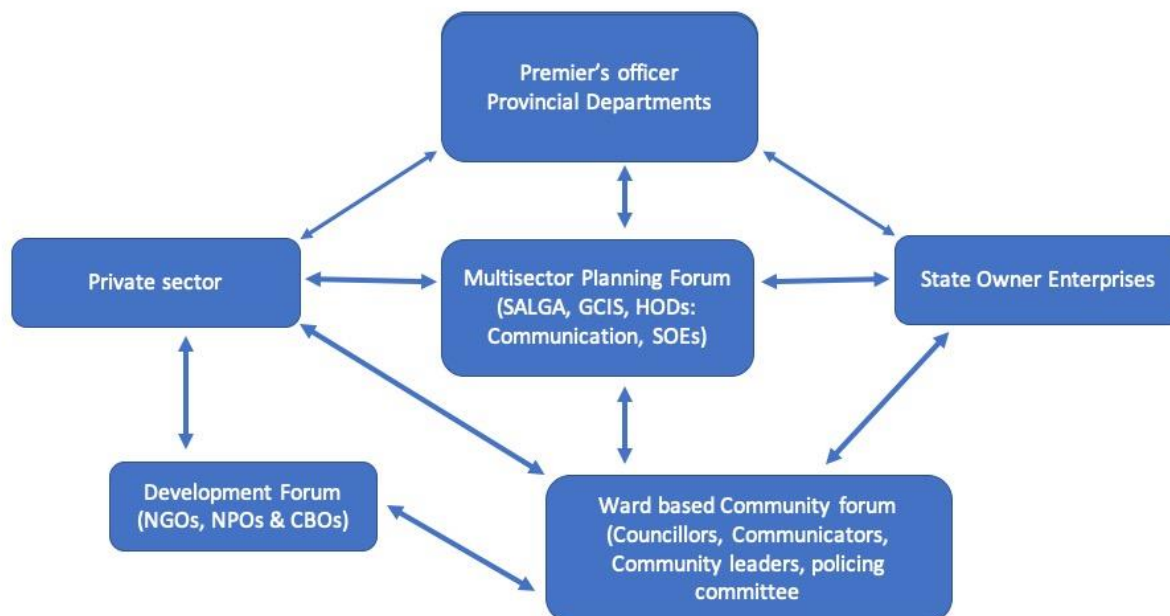 Premier’s officer
Provincial Departments
Private sector
Multisector Planning Forum
(SALGA, GCIS, HODs:
Communication, SOEs)
State Owner Enterprises
Development Forum
(NGOs, NPOs & CBOs)
Ward based Community forum
(Councillors, Communicators,
Community leaders, policing
committee